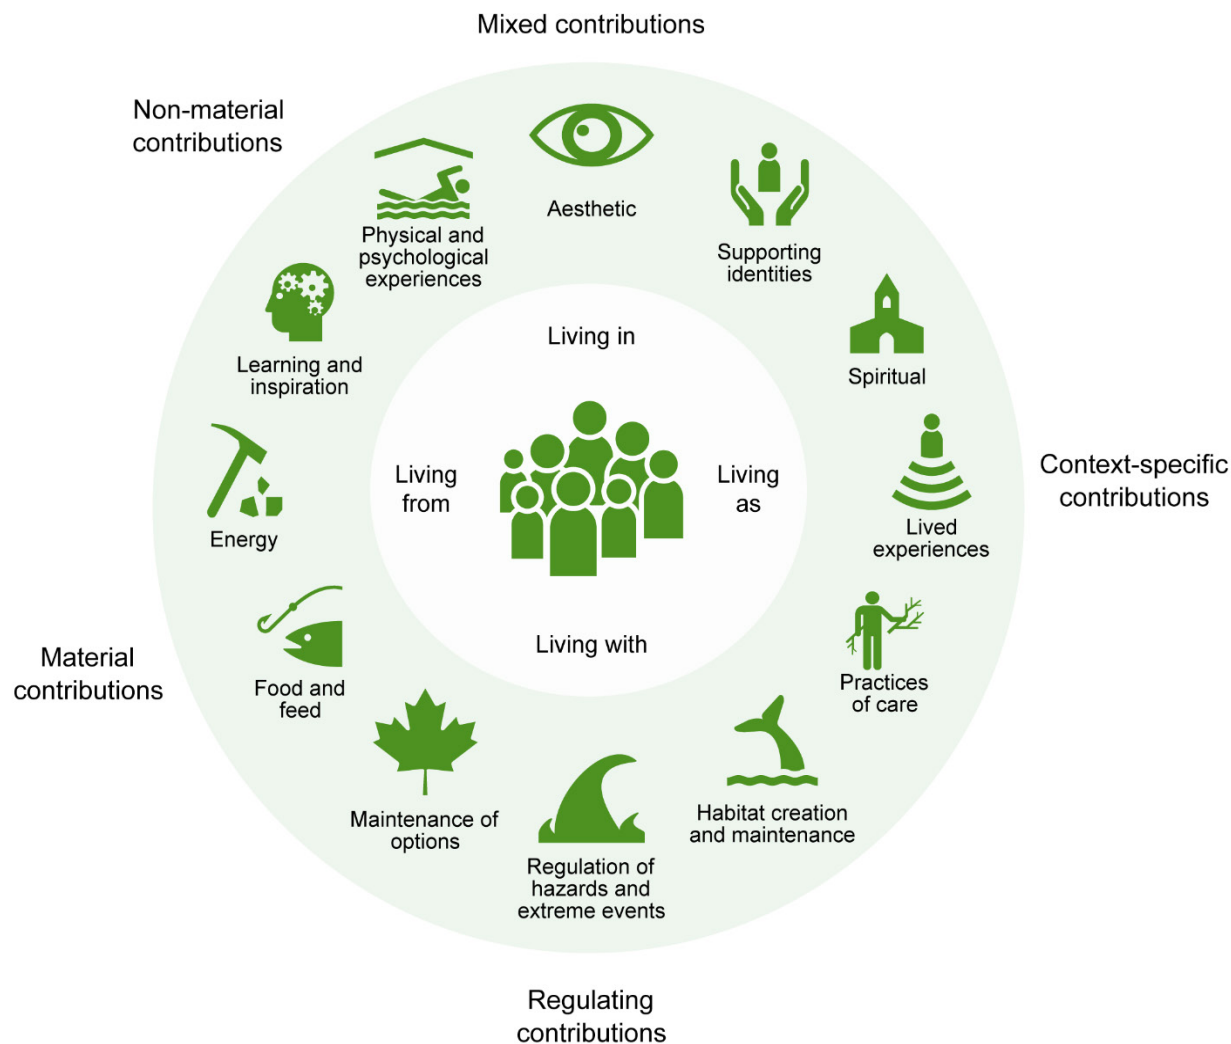 Mixed contributions
Non-material
contributions
Aesthetic
Physical and
psychological
experiences
Supporting
identities
Learning and
inspiration
Living in
Spiritual
Energy
Living
from
Living
as
Lived
experiences
Context-specific
contributions
Material
contributions
Food and
feed
Living with
Practices
of care
Maintenance of
options
Regulation of
hazards and
extreme events
Habitat creation
and maintenance
Regulating
contributions